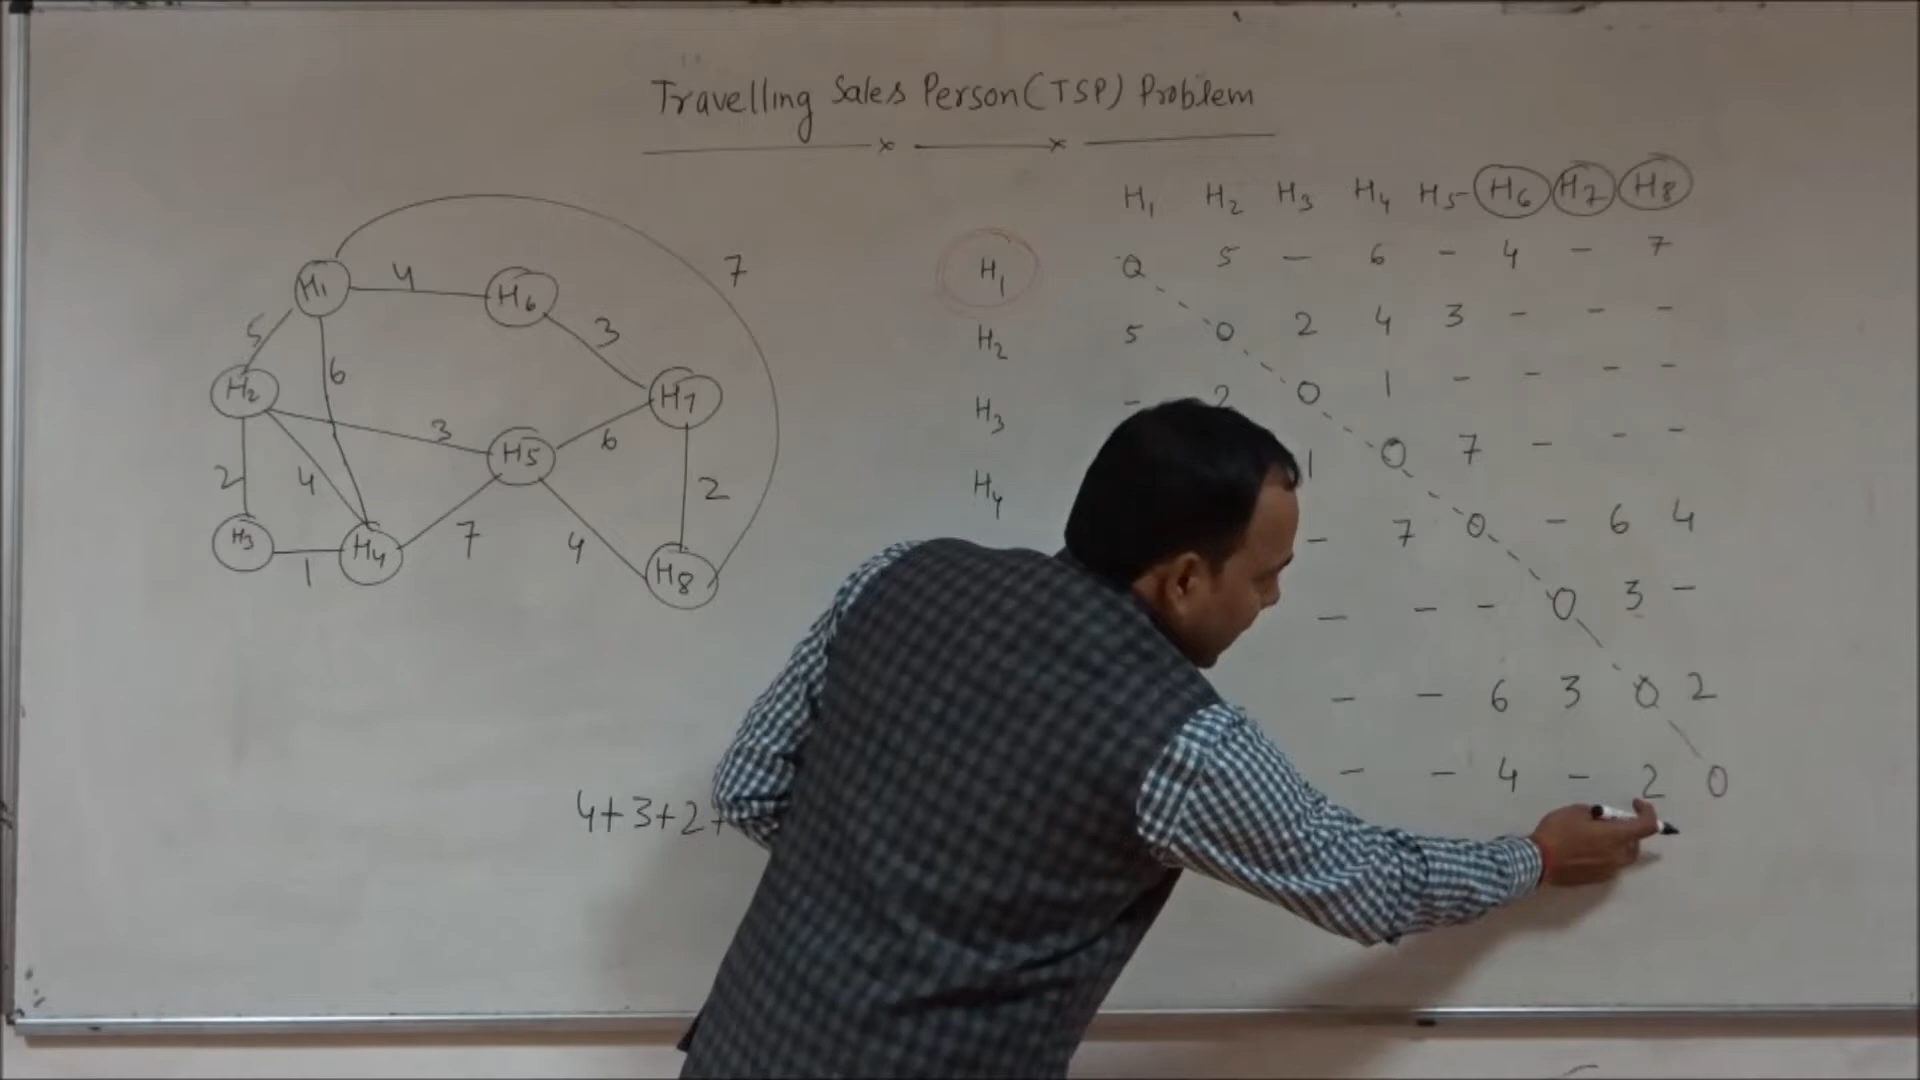 Travelling Sales Person (TSP) Problem
H1 H2 H3 H4 H5 H6 H7 H8
H1 0 5 — 6 - 4 - 7
H2 5 0 2 4 3 - - -
H3 - 2 0 1 - - - -
H4 1 0 7 - - -
- 7 0 - 6 4
- - - 0 3 -
- - 6 3 0 2
- - 4 - 2 0
7
H1 4 H6
5 6 3
H2 3 H7
6
H5
2 4 2
H3 1 H4 7 4 H8
4+3+2+